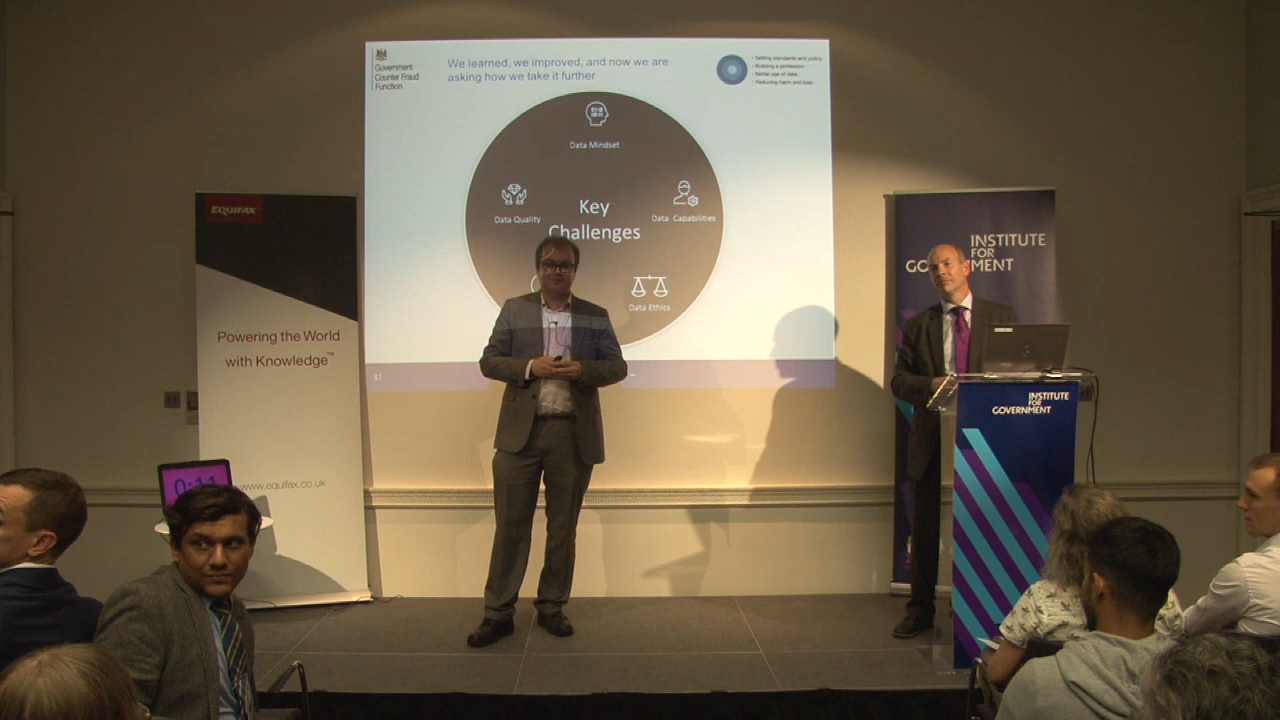 Government
Counter Fraud
Function
We learned, we improved, and now we are
asking how we take it further
Setting standards and policy
Building a profession
Better use of data
Reducing harm and loss
Data Mindset
Data Quality
Key
Challenges
Data Capabilities
Data Ethics
81
EQUIFAX
Powering the World
with Knowledge™
www.equifax.co.uk
0:11
INSTITUTE
FOR
GOVERNMENT
INSTITUTE
FOR
GOVERNMENT